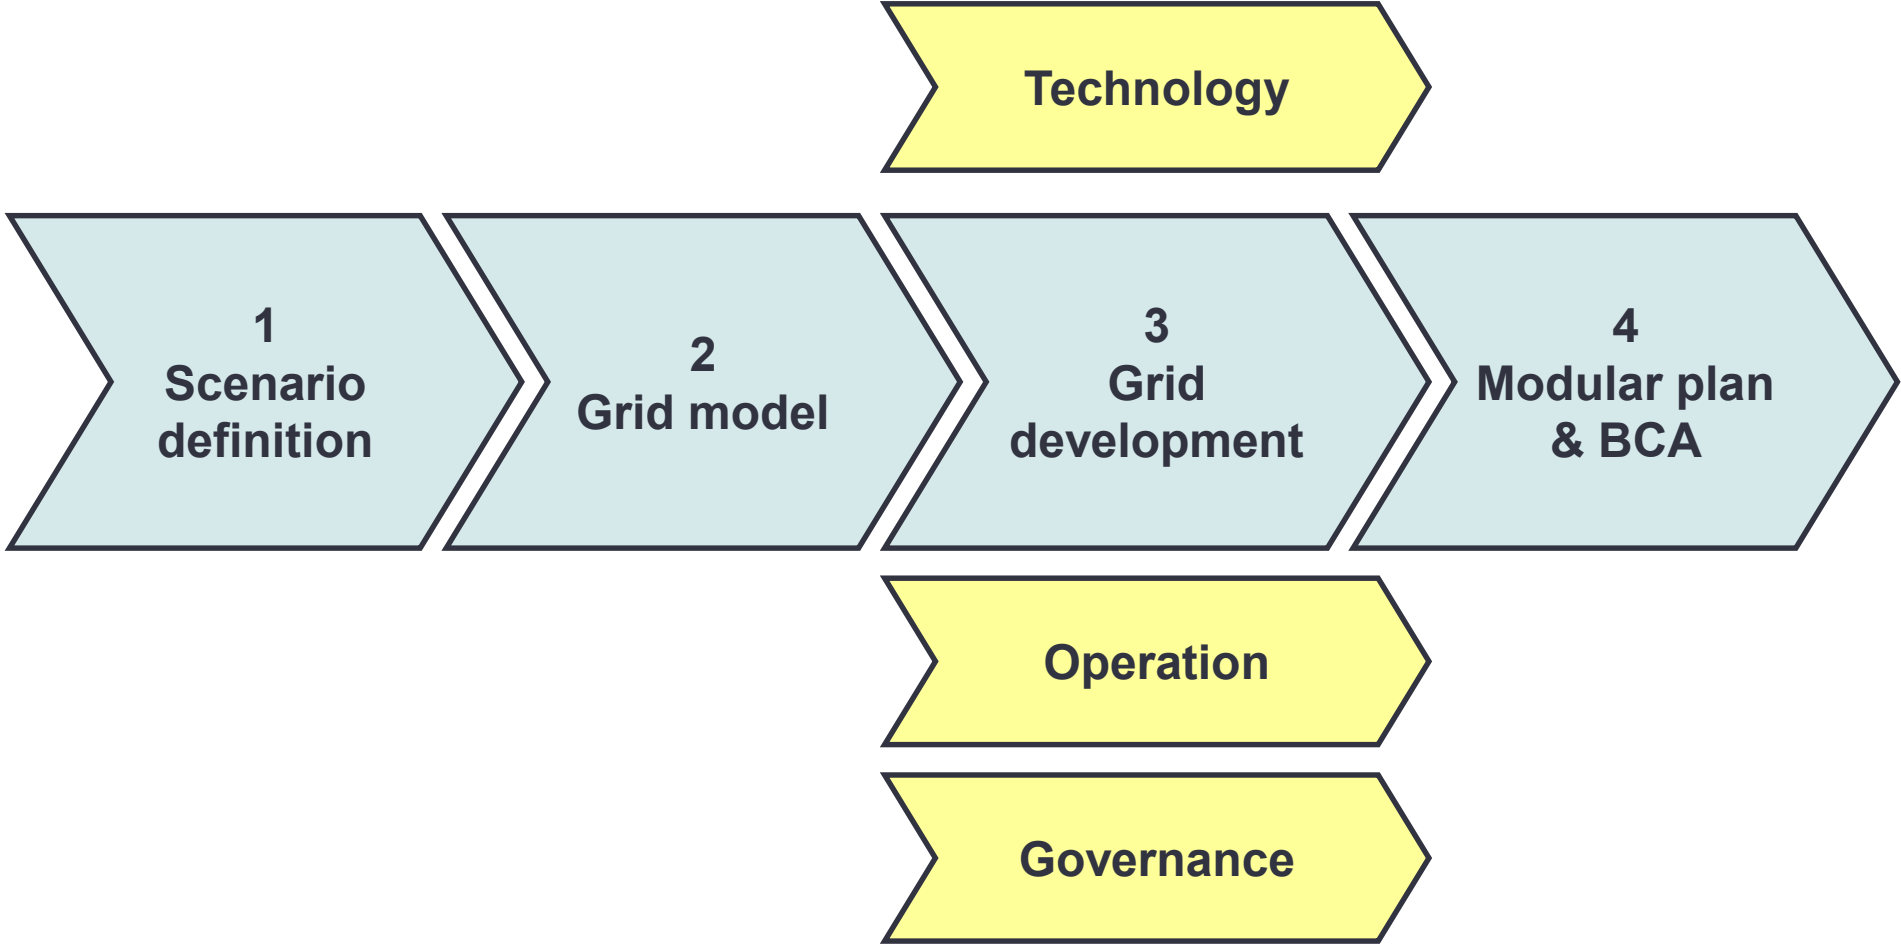 Technology
1
Scenario
definition
2
Grid model
3
Grid
development
4
Modular plan
& BCA
Operation
Governance